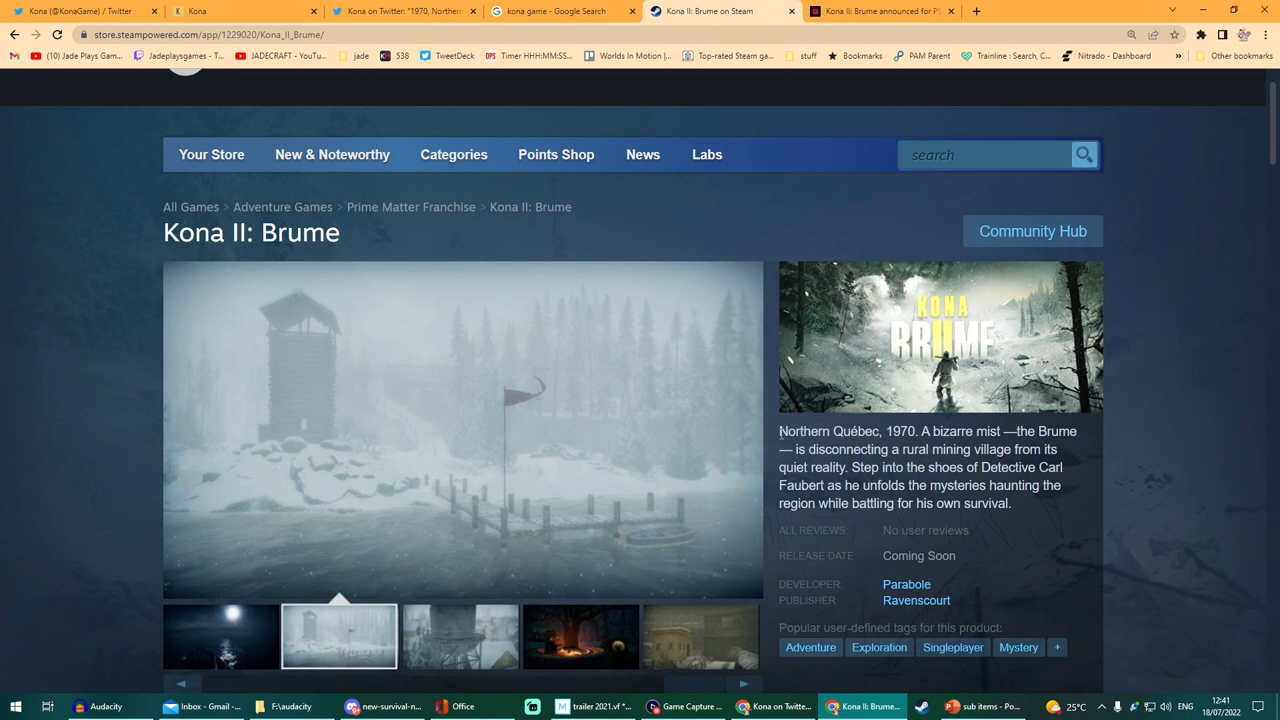 Kona (@KonaGame) / Twitter
Kona
Kona on Twitter: "1970, Northern
kona game - Google Search
Kona II: Brume on Steam
Kona II: Brume announced for PS
store.steampowered.com/app/1229020/Kona_II_Brume/
(10) Jade Plays Gam...
Jadeplaysgames - T...
JADECRAFT - YouTu...
jade
538
TweetDeck
Timer HHH:MM:SS...
Worlds In Motion |...
Top-rated Steam ga...
stuff
Bookmarks
PAM Parent
Trainline : Search, C...
Nitrado - Dashboard
»
Other bookmarks
Your Store
New & Noteworthy
Categories
Points Shop
News
Labs
search
All Games > Adventure Games > Prime Matter Franchise > Kona II: Brume
Kona II: Brume
Community Hub
KONA
BRUME
Northern Québec, 1970. A bizarre mist —the Brume
— is disconnecting a rural mining village from its
quiet reality. Step into the shoes of Detective Carl
Faubert as he unfolds the mysteries haunting the
region while battling for his own survival.
ALL REVIEWS: No user reviews
RELEASE DATE: Coming Soon
DEVELOPER: Parabole
PUBLISHER: Ravenscourt
Popular user-defined tags for this product:
Adventure Exploration Singleplayer Mystery +
Audacity
Inbox - Gmail -...
F:\audacity
new-survival-n...
Office
trailer 2021.vf *...
Game Capture ...
Kona on Twitte...
Kona II: Brume...
sub items - Po...
25°C
ENG
12:41
18/07/2022